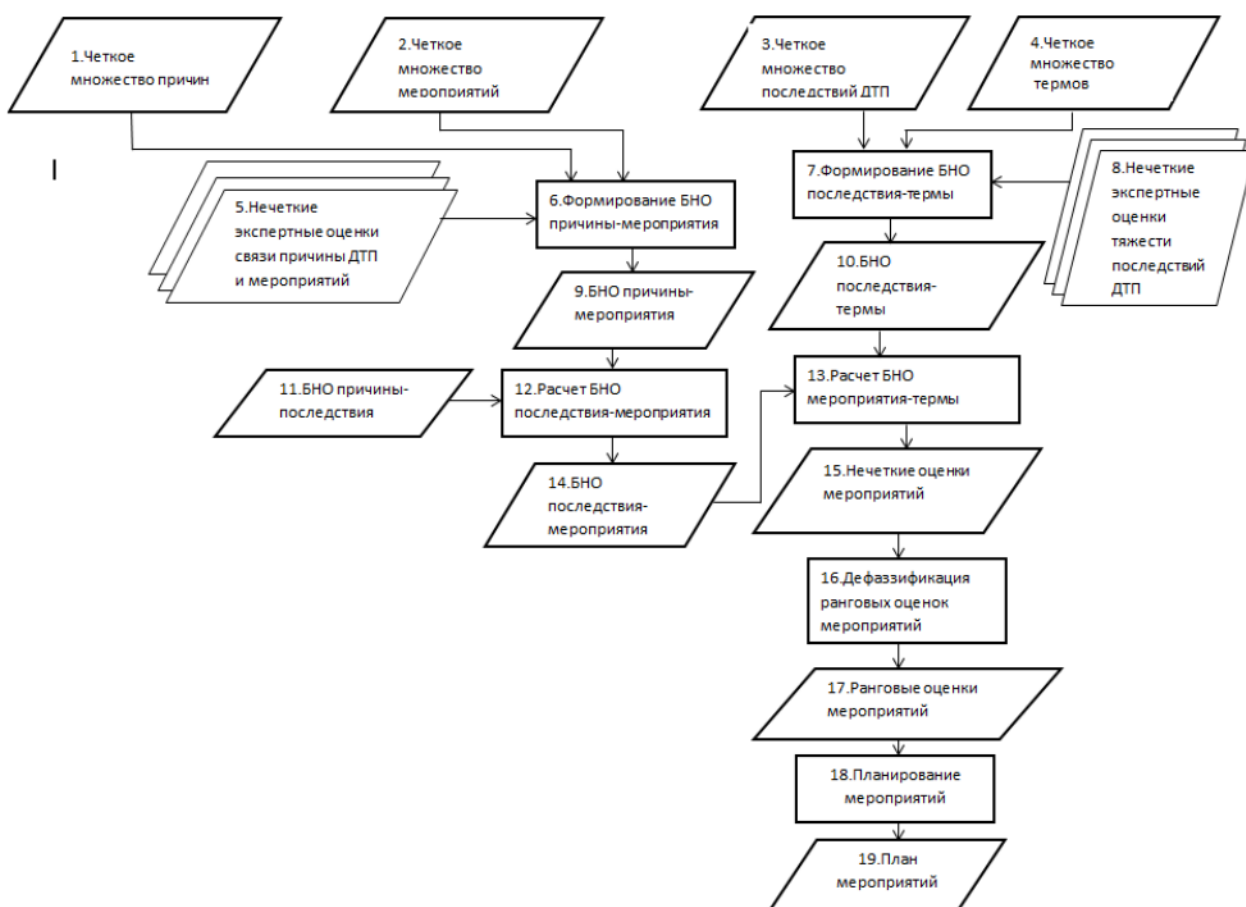 1.Четкое
множество причин
2.Четкое
множество
мероприятий
3.Четкое
множество
последствий ДТП
4.Четкое
множество
термов
5.Нечеткие
экспертные оценки
связи причины ДТП
и мероприятий
6.Формирование БНО
причины-мероприятия
7.Формирование БНО
последствия-термы
8.Нечеткие
экспертные
оценки
тяжести
последствий
ДТП
9.БНО причины-
мероприятия
10.БНО
последствия-
термы
11.БНО причины-
последствия
12.Расчет БНО
последствия-мероприятия
13.Расчет БНО
мероприятия-термы
14.БНО
последствия-
мероприятия
15.Нечеткие оценки
мероприятий
16.Дефаззификация
ранговых оценок
мероприятий
17.Ранговые оценки
мероприятий
18.Планирование
мероприятий
19.План
мероприятий